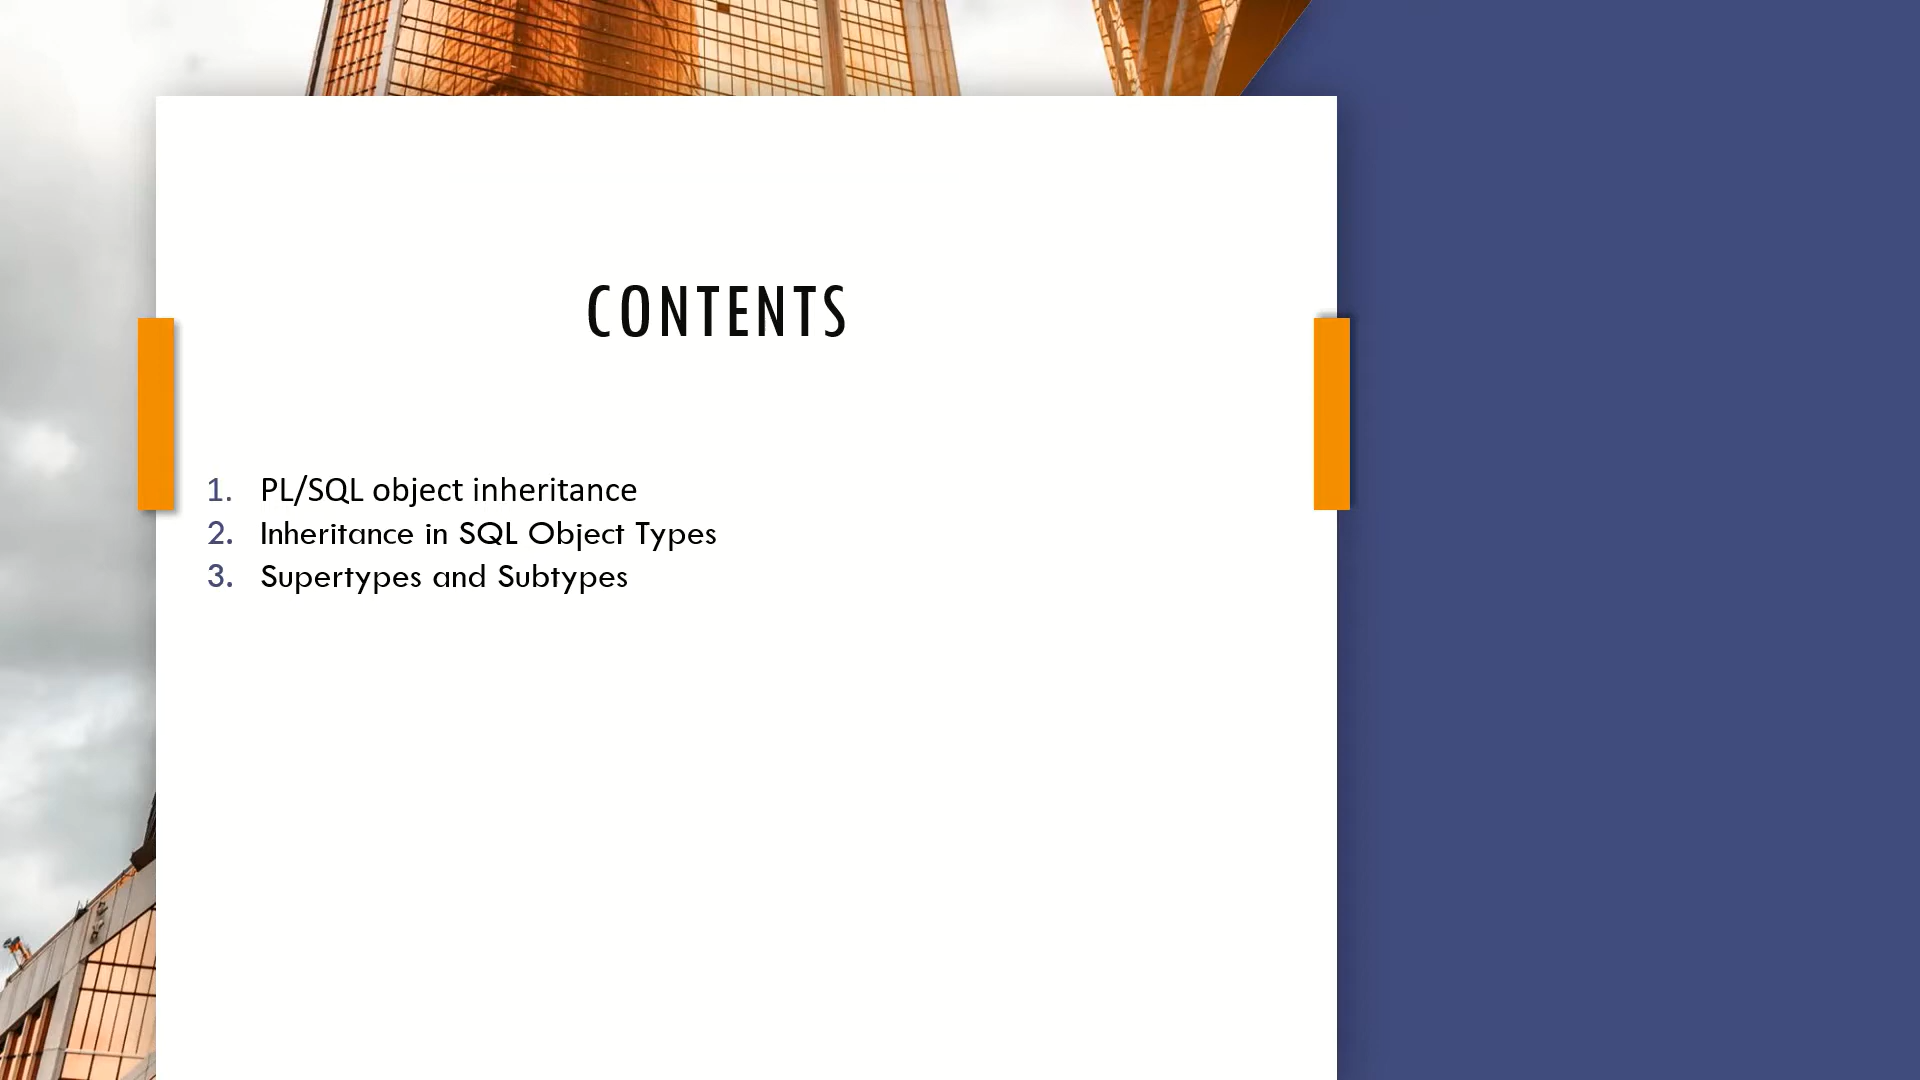 CONTENTS
1. PL/SQL object inheritance
2. Inheritance in SQL Object Types
3. Supertypes and Subtypes